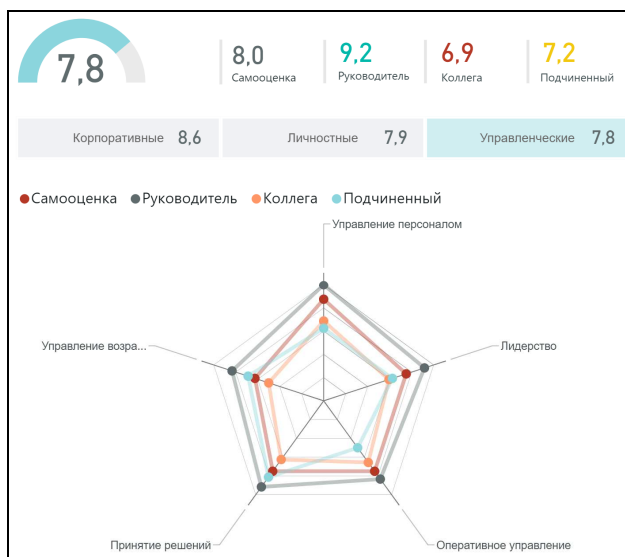 7,8
8,0
Самооценка
9,2
Руководитель
6,9
Коллега
7,2
Подчиненный
Корпоративные 8,6
Личностные 7,9
Управленческие 7,8
Самооценка Руководитель Коллега Подчиненный
Управление персоналом
Управление возра...
Лидерство
Принятие решений
Оперативное управление